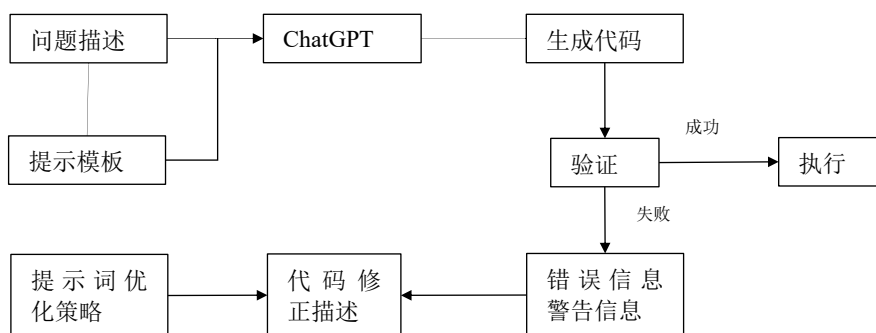 问题描述
ChatGPT
生成代码
成功
提示模板
验证
执行
失败
提示词优
化策略
代码修
正描述
错误信息
警告信息